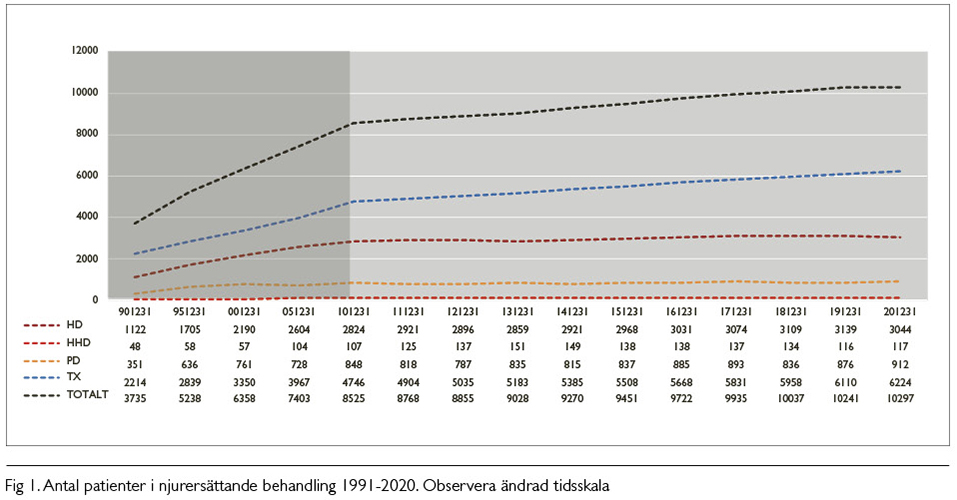 12000
10000
8000
6000
4000
2000
0
901231 951231 001231 051231 101231 111231 121231 131231 141231 151231 161231 171231 181231 191231 201231
HD 1122 1705 2190 2604 2824 2921 2896 2859 2921 2968 3031 3074 3109 3139 3044
HHD 48 58 57 104 107 125 137 151 149 138 138 137 134 116 117
PD 351 636 761 728 848 818 787 835 815 837 885 893 836 876 912
TX 2214 2839 3350 3967 4746 4904 5035 5183 5385 5508 5668 5831 5958 6110 6224
TOTALT 3735 5238 6358 7403 8525 8768 8855 9028 9270 9451 9722 9935 10037 10241 10297
Fig 1. Antal patienter i njurersättande behandling 1991-2020. Observera ändrad tidsskala